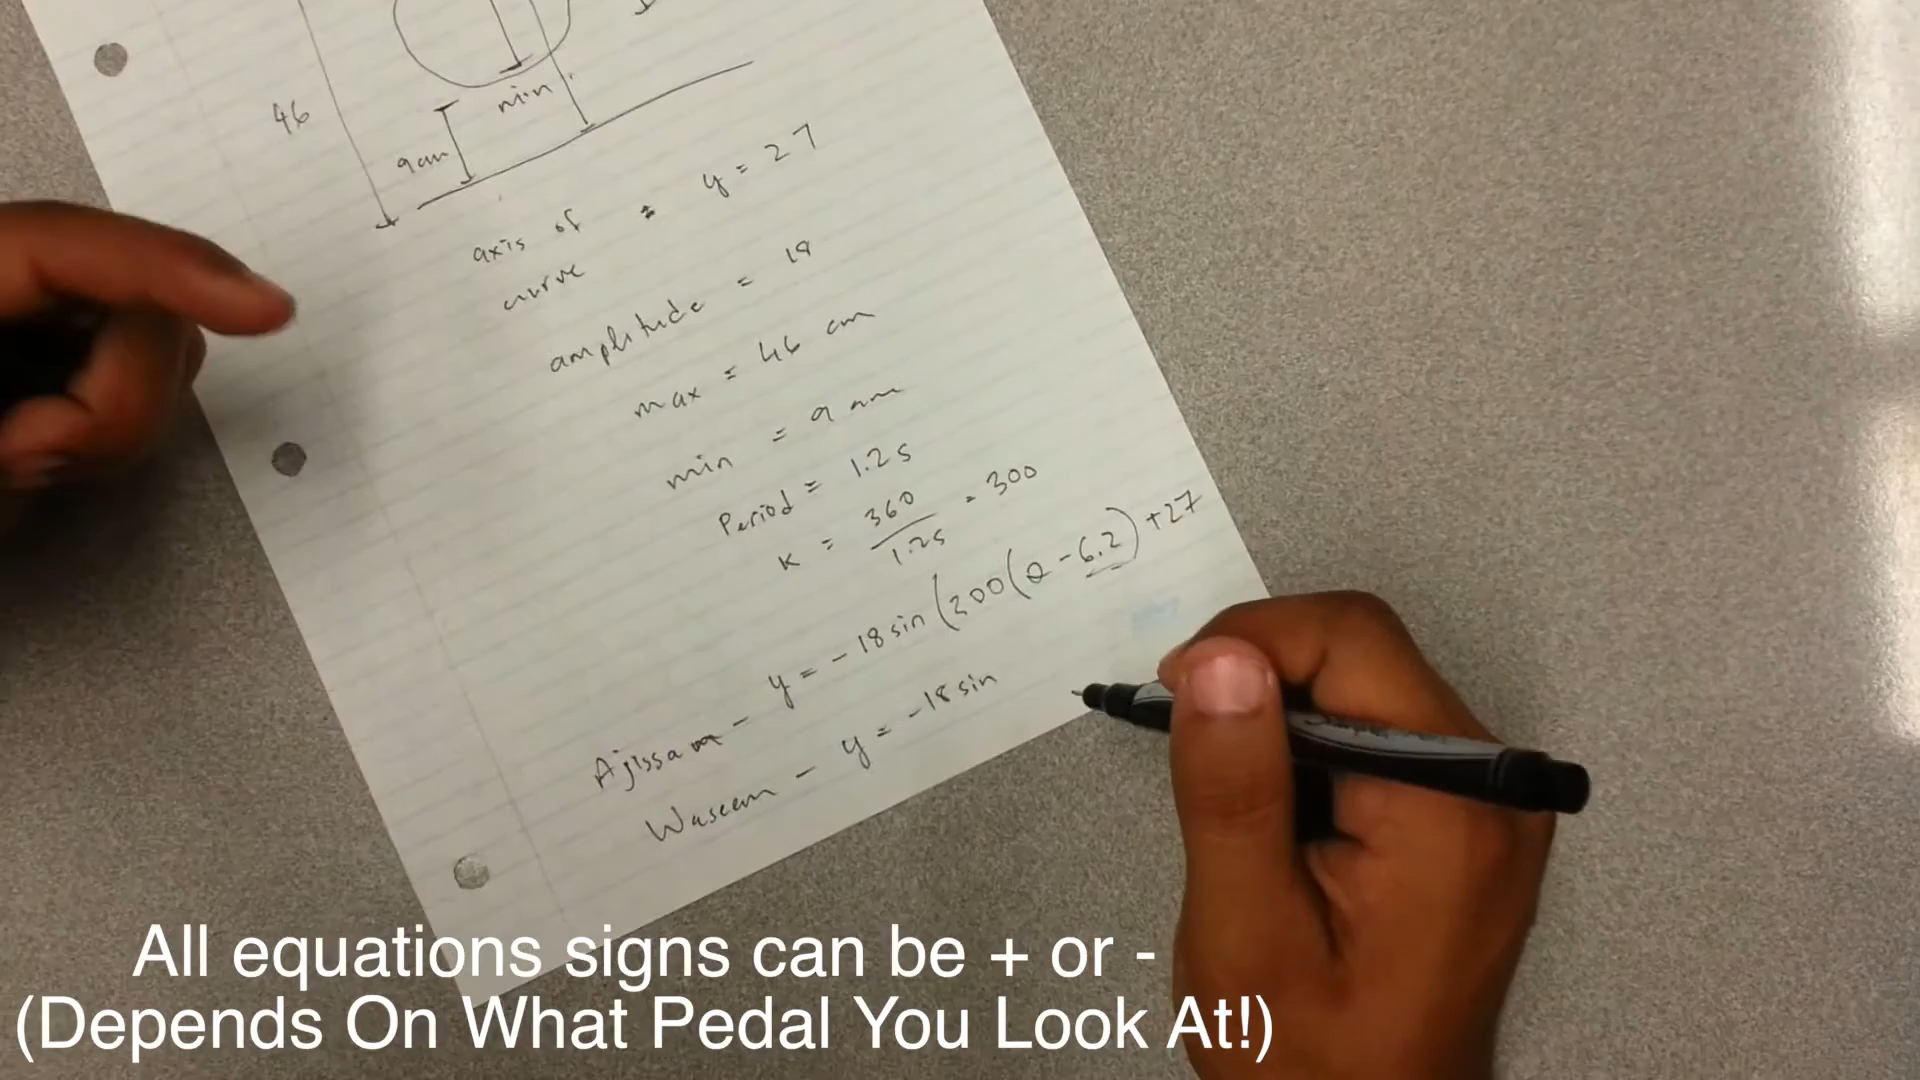 46
min
9cm
axis of
curve = y = 27
amplitude = 18
max = 46 cm
min = 9 cm
Period = 1.2s
K = 360 / 1.2s = 300
Ajissam - y = -18 sin (300(θ - 6.2) + 27
Waseem - y = -18 sin
All equations signs can be + or -
(Depends On What Pedal You Look At!)